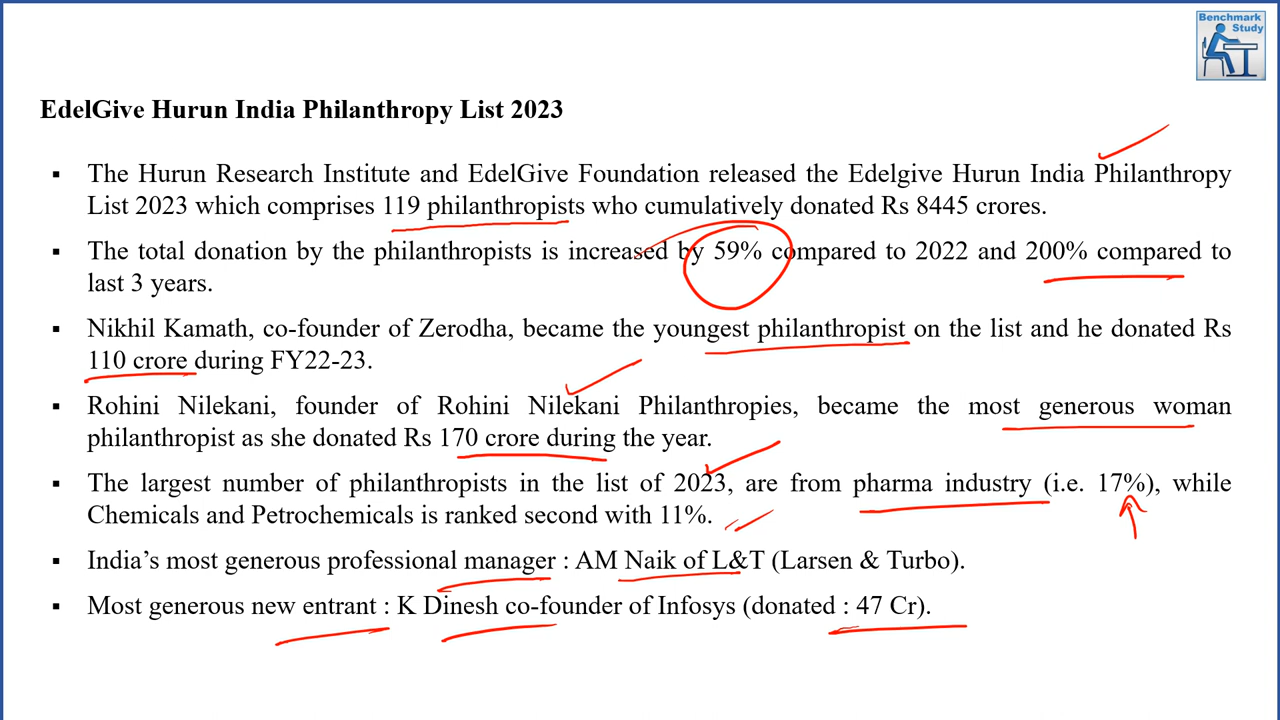 Benchmark
Study
EdelGive Hurun India Philanthropy List 2023
▪ The Hurun Research Institute and EdelGive Foundation released the Edelgive Hurun India Philanthropy
List 2023 which comprises 119 philanthropists who cumulatively donated Rs 8445 crores.
▪ The total donation by the philanthropists is increased by 59% compared to 2022 and 200% compared to
last 3 years.
▪ Nikhil Kamath, co-founder of Zerodha, became the youngest philanthropist on the list and he donated Rs
110 crore during FY22-23.
▪ Rohini Nilekani, founder of Rohini Nilekani Philanthropies, became the most generous woman
philanthropist as she donated Rs 170 crore during the year.
▪ The largest number of philanthropists in the list of 2023, are from pharma industry (i.e. 17%), while
Chemicals and Petrochemicals is ranked second with 11%.
▪ India’s most generous professional manager : AM Naik of L&T (Larsen & Turbo).
▪ Most generous new entrant : K Dinesh co-founder of Infosys (donated : 47 Cr).